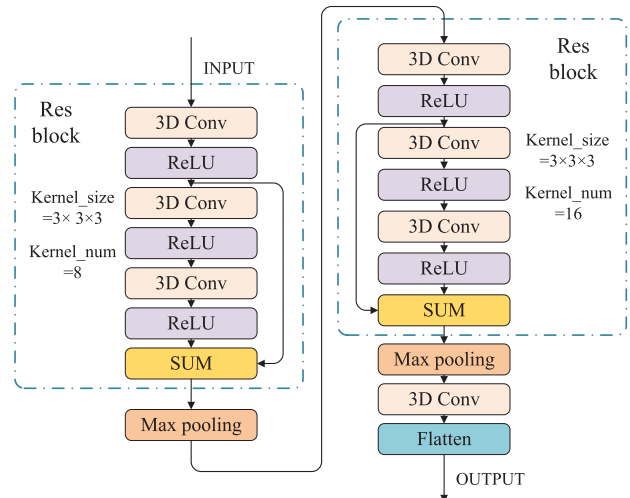 INPUT
Res
block
3D Conv
ReLU
Kernel_size
=3× 3×3
3D Conv
Kernel_num
=8
ReLU
3D Conv
ReLU
SUM
Max pooling
Res
block
3D Conv
ReLU
3D Conv
Kernel_size
=3×3×3
ReLU
Kernel_num
=16
3D Conv
ReLU
SUM
Max pooling
3D Conv
Flatten
OUTPUT